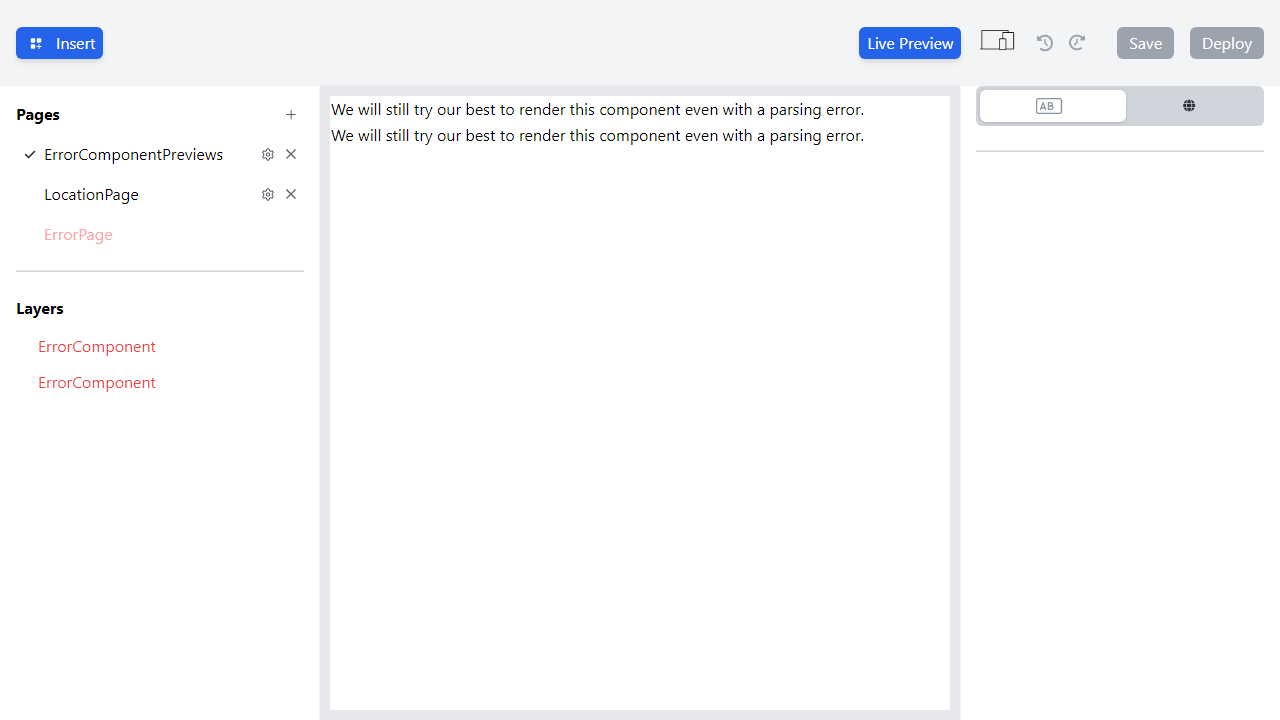 Insert
Live Preview
Save
Deploy
Pages
ErrorComponentPreviews
LocationPage
ErrorPage
Layers
ErrorComponent
ErrorComponent
We will still try our best to render this component even with a parsing error.
We will still try our best to render this component even with a parsing error.
AB